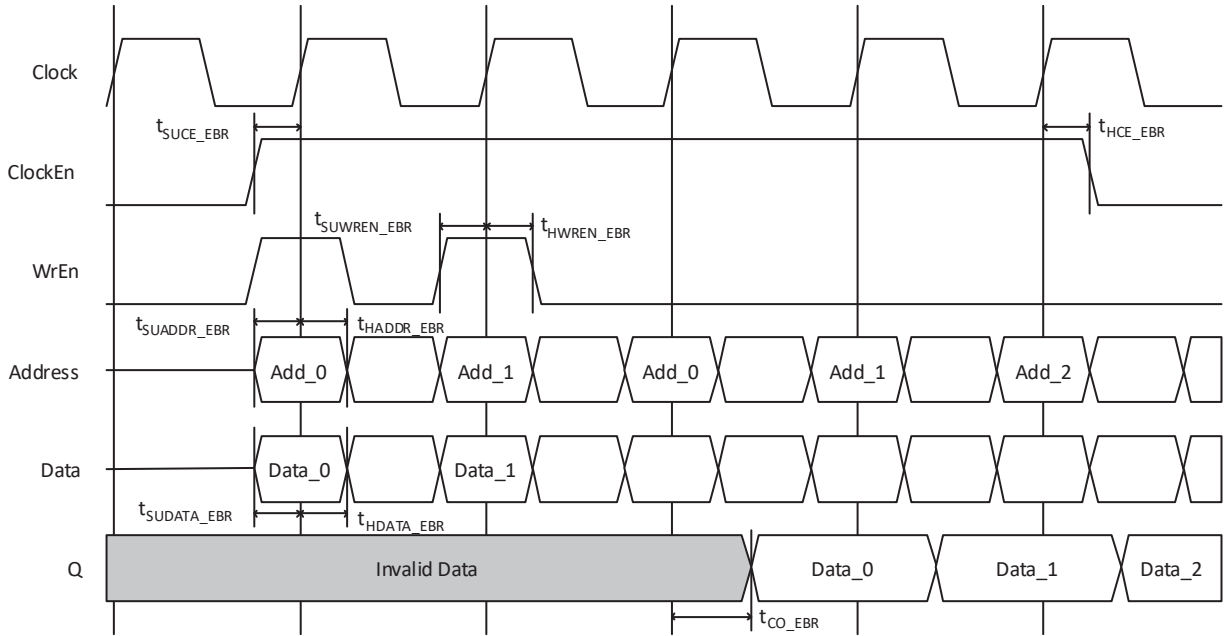 Clock
tSUCE_EBR
tHCE_EBR
ClockEn
tSUWREN_EBR
tHWREN_EBR
WrEn
tSUADDR_EBR
tHADDR_EBR
Address
Add_0
Add_1
Add_0
Add_1
Add_2
Data
Data_0
Data_1
tSUDATA_EBR
tHDATA_EBR
Q
Invalid Data
Data_0
Data_1
Data_2
tCO_EBR